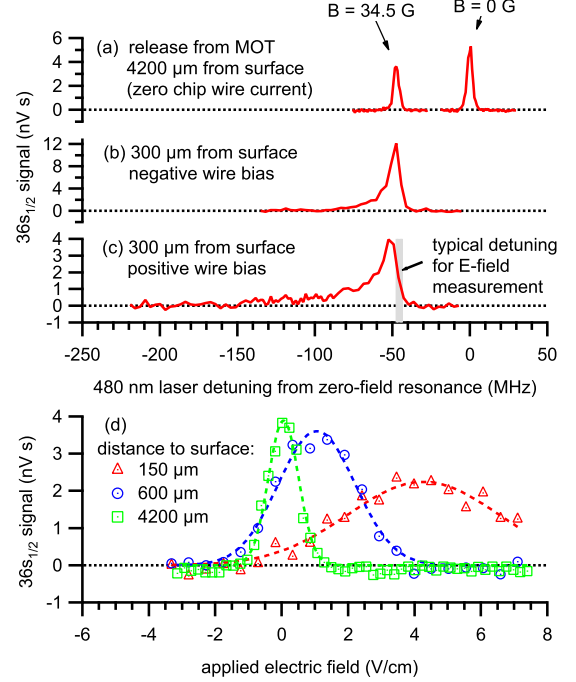 B = 34.5 G
B = 0 G
(a) release from MOT
4200 µm from surface
(zero chip wire current)
6
4
2
0
(b) 300 µm from surface
negative wire bias
12
8
4
0
36s1/2 signal (nV s)
(c) 300 µm from surface
positive wire bias
typical detuning
for E-field
measurement
4
3
2
1
0
-1
-250 -200 -150 -100 -50 0 50
480 nm laser detuning from zero-field resonance (MHz)
(d)
distance to surface:
150 µm
600 µm
4200 µm
4
3
2
1
0
-1
36s1/2 signal (nV s)
-6 -4 -2 0 2 4 6 8
applied electric field (V/cm)